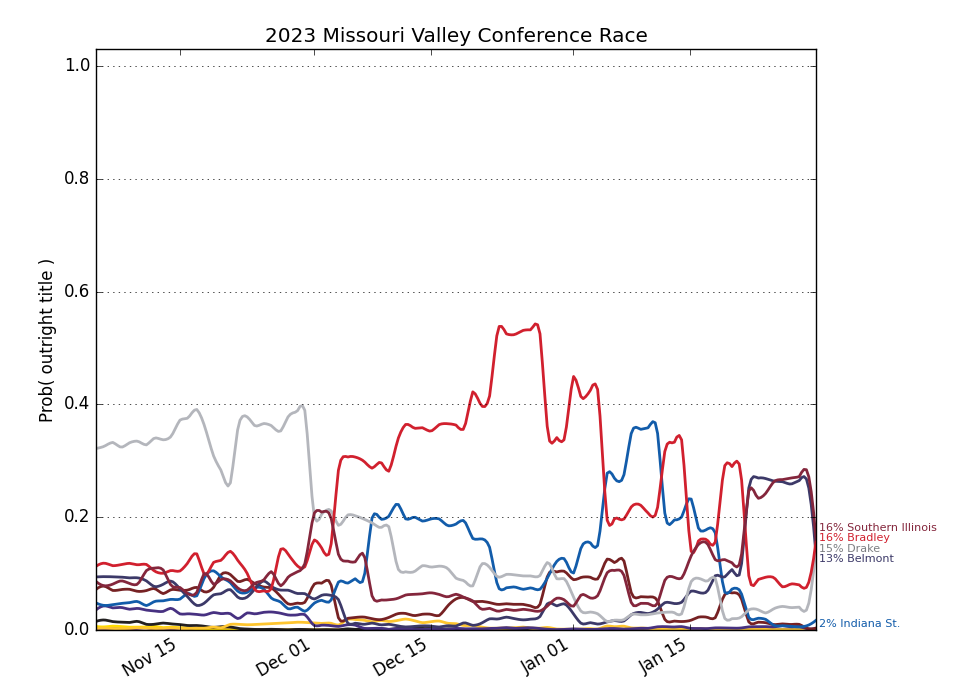 2023 Missouri Valley Conference Race
Prob( outright title )
1.0
0.8
0.6
0.4
0.2
0.0
16% Southern Illinois
16% Bradley
15% Drake
13% Belmont
2% Indiana St.
Nov 15
Dec 01
Dec 15
Jan 01
Jan 15